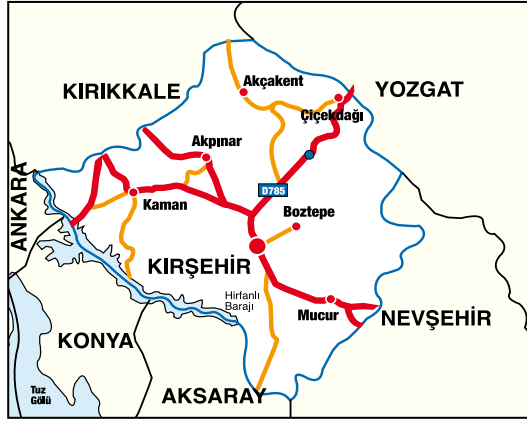 Akçakent
KIRIKKALE
YOZGAT
Çiçekdağı
Akpınar
ANKARA
D785
Kaman
Boztepe
KIRŞEHİR
Hirfanlı
Barajı
Mucur
NEVŞEHİR
KONYA
Tuz
Gölü
AKSARAY